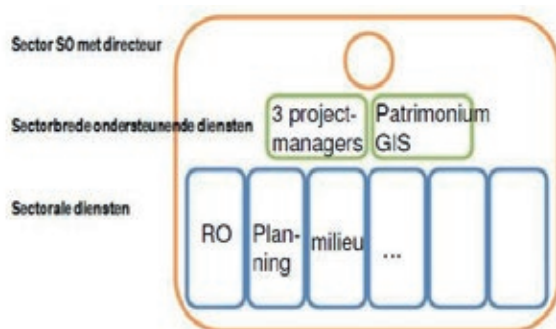 Sector SO met directeur
Sectorbrede ondersteunende diensten
3 project-
managers
Patrimonium
GIS
Sectorale diensten
RO
Plan-
ning
milieu
...